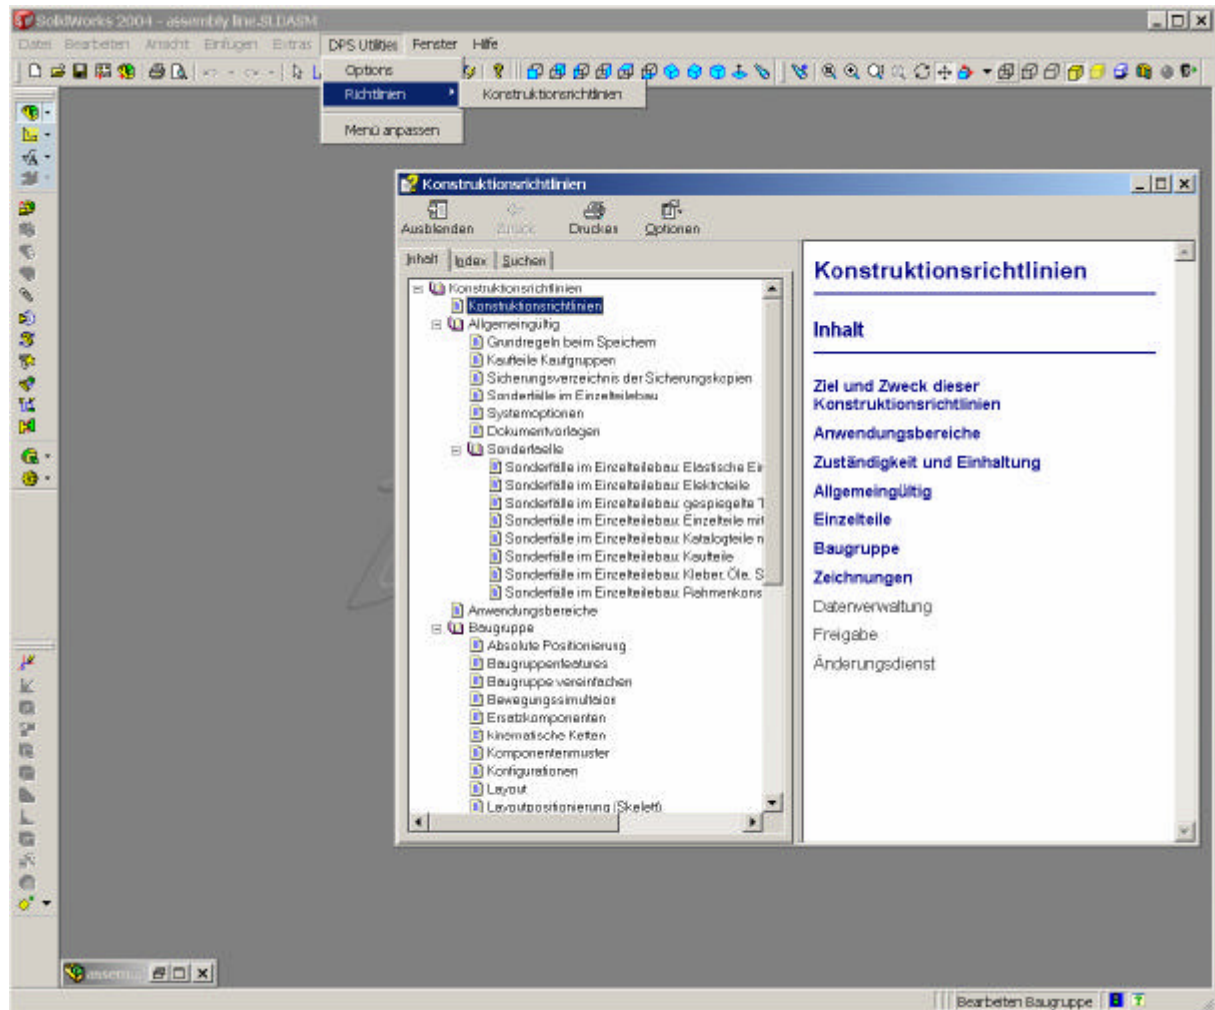 SolidWorks 2004 - assembly line.SLDASM
Datei Bearbeiten Ansicht Einfügen Extras DPS Utilities Fenster Hilfe
Options
Richtlinien Konstruktionsrichtlinien
Menü anpassen
Konstruktionsrichtlinien
Ausblenden Zurück Drucken Optionen
Inhalt Index Suchen
Konstruktionsrichtlinien
Konstruktionsrichtlinien
Allgemeingültig
Grundregeln beim Speichern
Kaufteile Kaufgruppen
Sicherungsverzeichnis der Sicherungskopien
Sonderfälle im Einzelteilebau
Systemoptionen
Dokumentvorlagen
Sonderfaelle
Sonderfälle im Einzelteilebau: Elastische Ei
Sonderfälle im Einzelteilebau: Elektroteile
Sonderfälle im Einzelteilebau: gespiegelte T
Sonderfälle im Einzelteilebau: Einzelteile mit
Sonderfälle im Einzelteilebau: Katalogteile n
Sonderfälle im Einzelteilebau: Kaufteile
Sonderfälle im Einzelteilebau: Kleber, Öle, S
Sonderfälle im Einzelteilebau: Rahmenkons
Anwendungsbereiche
Baugruppe
Absolute Positionierung
Baugruppenfeatures
Baugruppe vereinfachen
Bewegungssimultaion
Ersatzkomponenten
kinematische Ketten
Komponentenmuster
Konfigurationen
Layout
Layoutpositionierung (Skelett)
Konstruktionsrichtlinien
Inhalt
Ziel und Zweck dieser
Konstruktionsrichtlinien
Anwendungsbereiche
Zuständigkeit und Einhaltung
Allgemeingültig
Einzelteile
Baugruppe
Zeichnungen
Datenverwaltung
Freigabe
Änderungsdienst
assem...
Bearbeiten Baugruppe